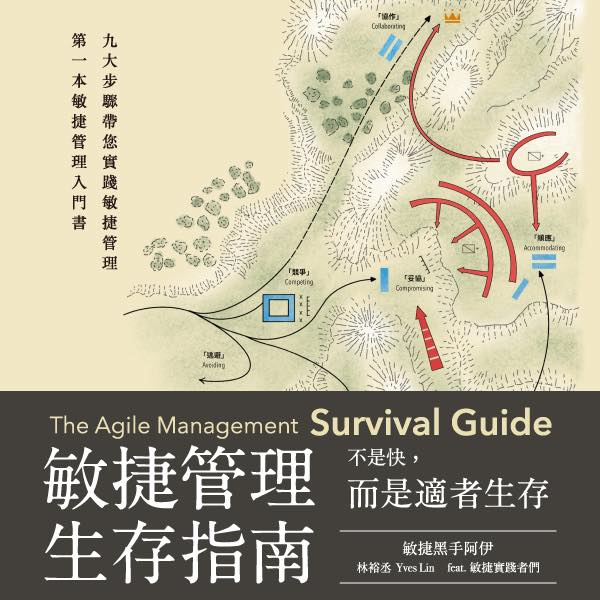 九大步驟帶您實踐敏捷管理
第一本敏捷管理入門書
「協作」
Collaborating
「順應」
Accommodating
「競爭」
Competing
x
x
x
x
「妥協」
Compromising
「逃避」
Avoiding
The Agile Management Survival Guide
敏捷管理
生存指南
不是快，
而是適者生存
敏捷黑手阿伊
林裕丞 Yves Lin feat. 敏捷實踐者們